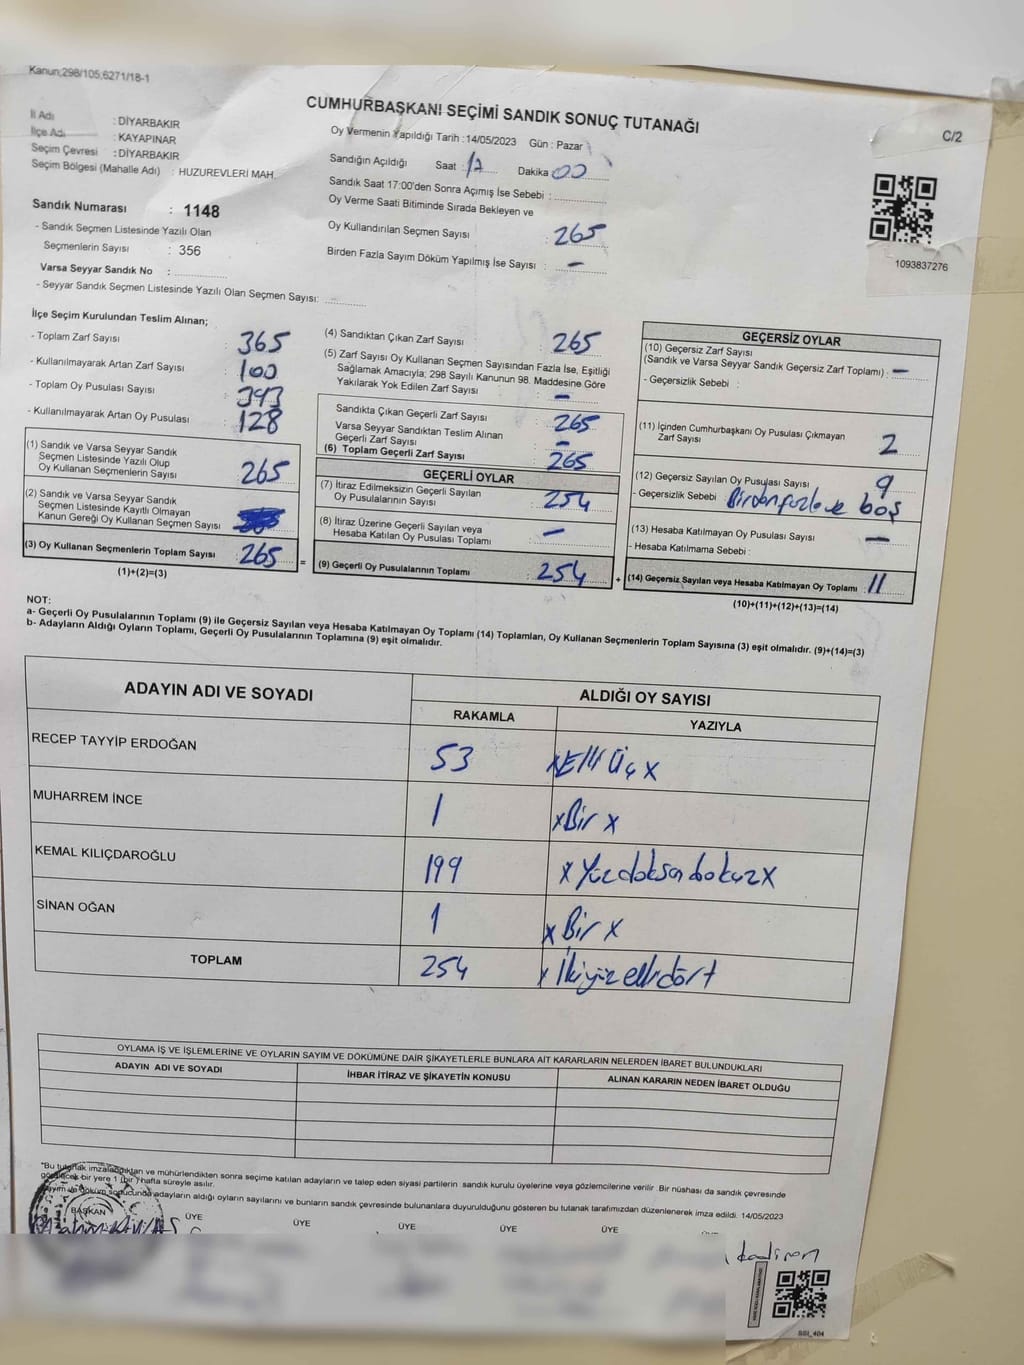 Kanun;298/105;6271/18-1
CUMHURBAŞKANI SEÇİMİ SANDIK SONUÇ TUTANAĞI
C/2
İl Adı : DİYARBAKIR
İlçe Adı : KAYAPINAR
Seçim Çevresi : DİYARBAKIR
Seçim Bölgesi (Mahalle Adı) : HUZUREVLERİ MAH.
Oy Vermenin Yapıldığı Tarih : 14/05/2023 Gün : Pazar
Sandığın Açıldığı Saat : 17 Dakika : 00
Sandık Saat 17:00'den Sonra Açımış İse Sebebi :
Oy Verme Saati Bitiminde Sırada Bekleyen ve
Oy Kullandırılan Seçmen Sayısı : 265
Birden Fazla Sayım Döküm Yapılmış İse Sayısı : -
1093837276
Sandık Numarası : 1148
- Sandık Seçmen Listesinde Yazılı Olan
Seçmenlerin Sayısı : 356
Varsa Seyyar Sandık No :
- Seyyar Sandık Seçmen Listesinde Yazılı Olan Seçmen Sayısı:
İlçe Seçim Kurulundan Teslim Alınan;
- Toplam Zarf Sayısı : 365
- Kullanılmayarak Artan Zarf Sayısı : 100
- Toplam Oy Pusulası Sayısı : 393
- Kullanılmayarak Artan Oy Pusulası : 128
(1) Sandık ve Varsa Seyyar Sandık
Seçmen Listesinde Yazılı Olup
Oy Kullanan Seçmenlerin Sayısı : 265
(2) Sandık ve Varsa Seyyar Sandık
Seçmen Listesinde Kayıtlı Olmayan
Kanun Gereği Oy Kullanan Seçmen Sayısı :
(3) Oy Kullanan Seçmenlerin Toplam Sayısı : 265
(1)+(2)=(3)
(4) Sandıktan Çıkan Zarf Sayısı : 265
(5) Zarf Sayısı Oy Kullanan Seçmen Sayısından Fazla İse, Eşitliği
Sağlamak Amacıyla; 298 Sayılı Kanunun 98. Maddesine Göre
Yakılarak Yok Edilen Zarf Sayısı : -
Sandıkta Çıkan Geçerli Zarf Sayısı : 265
Varsa Seyyar Sandıktan Teslim Alınan
Geçerli Zarf Sayısı : -
(6) Toplam Geçerli Zarf Sayısı : 265
GEÇERLİ OYLAR
(7) İtiraz Edilmeksizin Geçerli Sayılan
Oy Pusulalarının Sayısı : 254
(8) İtiraz Üzerine Geçerli Sayılan veya
Hesaba Katılan Oy Pusulası Toplamı : -
= (9) Geçerli Oy Pusulalarının Toplamı : 254
GEÇERSİZ OYLAR
(10) Geçersiz Zarf Sayısı
(Sandık ve Varsa Seyyar Sandık Geçersiz Zarf Toplamı) : -
- Geçersizlik Sebebi :
(11) İçinden Cumhurbaşkanı Oy Pusulası Çıkmayan
Zarf Sayısı : 2
(12) Geçersiz Sayılan Oy Pusulası Sayısı : 9
- Geçersizlik Sebebi : Birden fazla ve boş
(13) Hesaba Katılmayan Oy Pusulası Sayısı : -
- Hesaba Katılmama Sebebi :
+ (14) Geçersiz Sayılan veya Hesaba Katılmayan Oy Toplamı : 11
(10)+(11)+(12)+(13)=(14)
NOT:
a- Geçerli Oy Pusulalarının Toplamı (9) ile Geçersiz Sayılan veya Hesaba Katılmayan Oy Toplamı (14) Toplamları, Oy Kullanan Seçmenlerin Toplam Sayısına (3) eşit olmalıdır. (9)+(14)=(3)
b- Adayların Aldığı Oyların Toplamı, Geçerli Oy Pusulalarının Toplamına (9) eşit olmalıdır.
ADAYIN ADI VE SOYADI ALDIĞI OY SAYISI
RAKAMLA YAZIYLA
RECEP TAYYİP ERDOĞAN 53 x Elli Üç x
MUHARREM İNCE 1 x Bir x
KEMAL KILIÇDAROĞLU 199 x Yüzdoksandokuz x
SİNAN OĞAN 1 x Bir x
TOPLAM 254 x İkiyüzellidört
OYLAMA İŞ VE İŞLEMLERİNE VE OYLARIN SAYIM VE DÖKÜMÜNE DAİR ŞİKAYETLERLE BUNLARA AİT KARARLARIN NELERDEN İBARET BULUNDUKLARI
ADAYIN ADI VE SOYADI İHBAR İTİRAZ VE ŞİKAYETİN KONUSU ALINAN KARARIN NEDEN İBARET OLDUĞU
*Bu tutanak imzalandıktan ve mühürlendikten sonra seçime katılan adayların ve talep eden siyasi partilerin sandık kurulu üyelerine veya gözlemcilerine verilir. Bir nüshası da sandık çevresinde
görülecek bir yere 1 (bir) hafta süreyle asılır.
Sayım ve döküm sonucunda adayların aldığı oyların sayılarını ve bunların sandık çevresinde bulunanlara duyurulduğunu gösteren bu tutanak tarafımızdan düzenlenerek imza edildi. 14/05/2023
BAŞKAN ÜYE ÜYE ÜYE ÜYE ÜYE
SSI_404